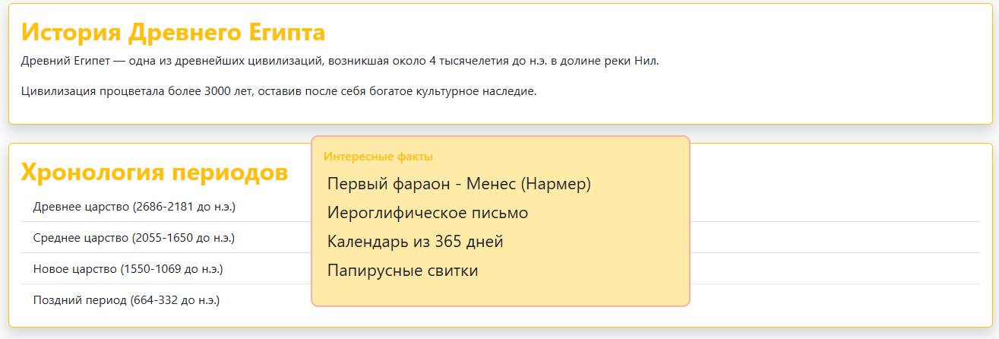 История Древнего Египта
Древний Египет — одна из древнейших цивилизаций, возникшая около 4 тысячелетия до н.э. в долине реки Нил.
Цивилизация процветала более 3000 лет, оставив после себя богатое культурное наследие.
Хронология периодов
Древнее царство (2686-2181 до н.э.)
Среднее царство (2055-1650 до н.э.)
Новое царство (1550-1069 до н.э.)
Поздний период (664-332 до н.э.)
Интересные факты
Первый фараон - Менес (Нармер)
Иероглифическое письмо
Календарь из 365 дней
Папирусные свитки